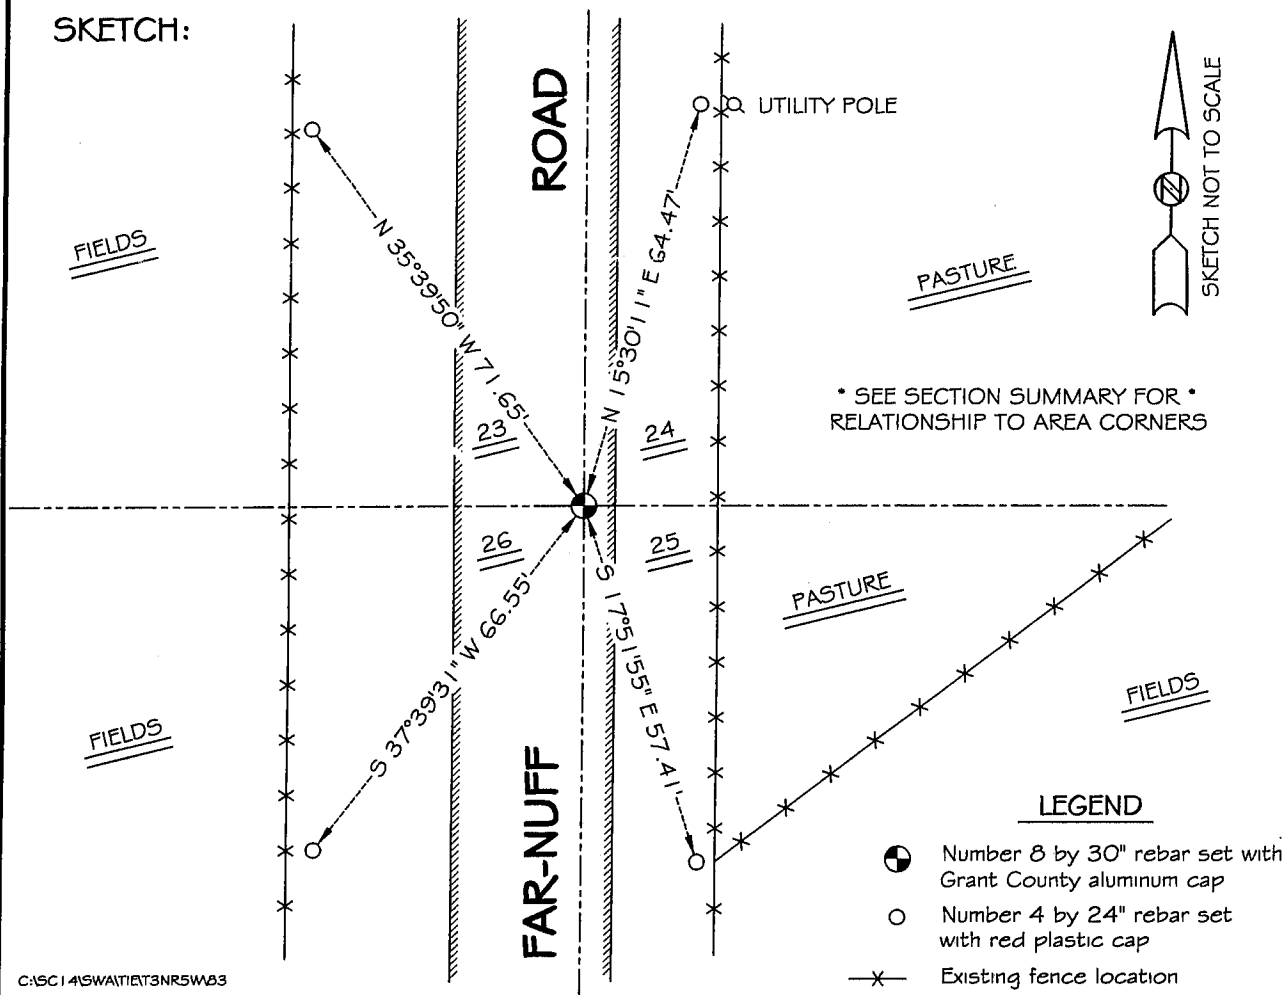 SKETCH:
ROAD
UTILITY POLE
SKETCH NOT TO SCALE
N
FIELDS
N 35°39'50" W 71.65'
N 15°30'11" E 64.47'
PASTURE
* SEE SECTION SUMMARY FOR *
RELATIONSHIP TO AREA CORNERS
23
24
26
25
S 37°39'31" W 66.55'
S 17°51'55" E 57.41'
PASTURE
FIELDS
FIELDS
FAR-NUFF
LEGEND
Number 8 by 30" rebar set with
Grant County aluminum cap
Number 4 by 24" rebar set
with red plastic cap
Existing fence location
C:\SC14\SWA\TIE\T3NR5W\83